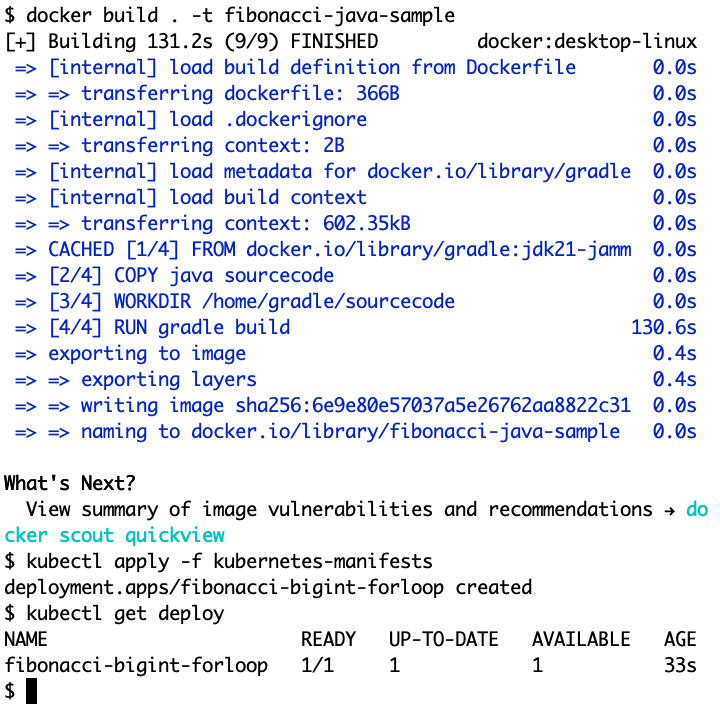 $ docker build . -t fibonacci-java-sample
[+] Building 131.2s (9/9) FINISHED docker:desktop-linux
=> [internal] load build definition from Dockerfile 0.0s
=> => transferring dockerfile: 366B 0.0s
=> [internal] load .dockerignore 0.0s
=> => transferring context: 2B 0.0s
=> [internal] load metadata for docker.io/library/gradle 0.0s
=> [internal] load build context 0.0s
=> => transferring context: 602.35kB 0.0s
=> CACHED [1/4] FROM docker.io/library/gradle:jdk21-jamm 0.0s
=> [2/4] COPY java sourcecode 0.0s
=> [3/4] WORKDIR /home/gradle/sourcecode 0.0s
=> [4/4] RUN gradle build 130.6s
=> exporting to image 0.4s
=> => exporting layers 0.4s
=> => writing image sha256:6e9e80e57037a5e26762aa8822c31 0.0s
=> => naming to docker.io/library/fibonacci-java-sample 0.0s
What's Next?
View summary of image vulnerabilities and recommendations → do
cker scout quickview
$ kubectl apply -f kubernetes-manifests
deployment.apps/fibonacci-bigint-forloop created
$ kubectl get deploy
NAME READY UP-TO-DATE AVAILABLE AGE
fibonacci-bigint-forloop 1/1 1 1 33s
$